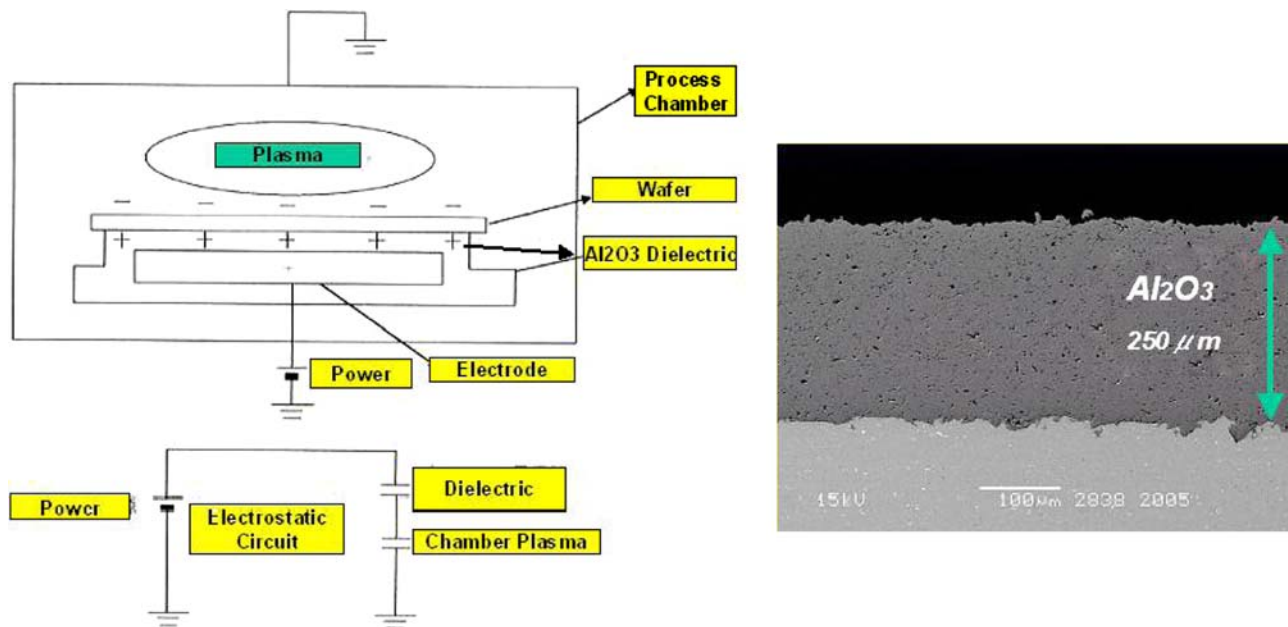 Process
Chamber
Plasma
Wafer
Al2O3 Dielectric
Power
Electrode
Power
Electrostatic
Circuit
Dielectric
Chamber Plasma
Al2O3
250 μm
15kV 100μm 2838 2005